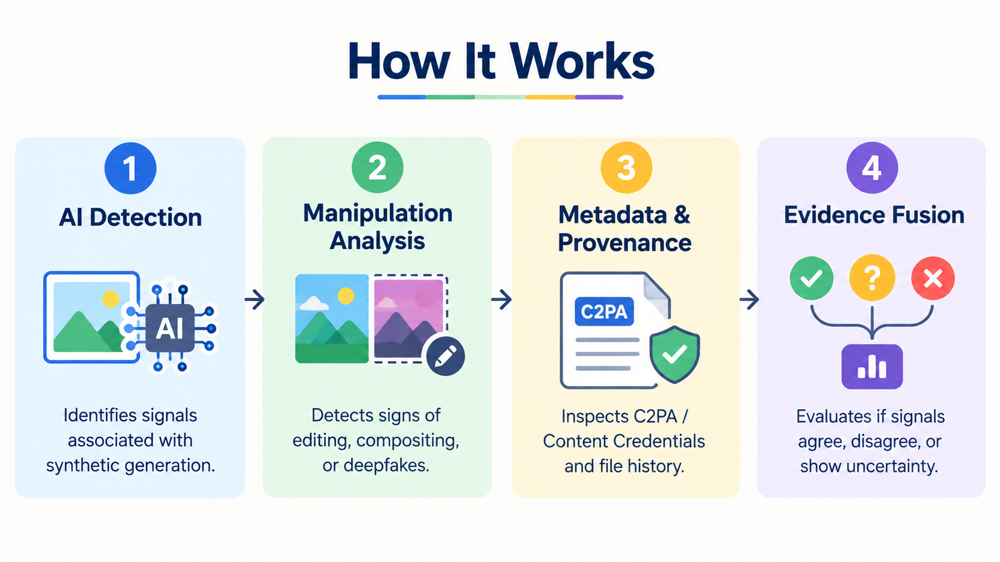 How It Works
1
AI Detection
AI
Identifies signals
associated with
synthetic generation.
2
Manipulation
Analysis
Detects signs of
editing, compositing,
or deepfakes.
3
Metadata &
Provenance
C2PA
Inspects C2PA /
Content Credentials
and file history.
4
Evidence Fusion
?
Evaluates if signals
agree, disagree, or
show uncertainty.